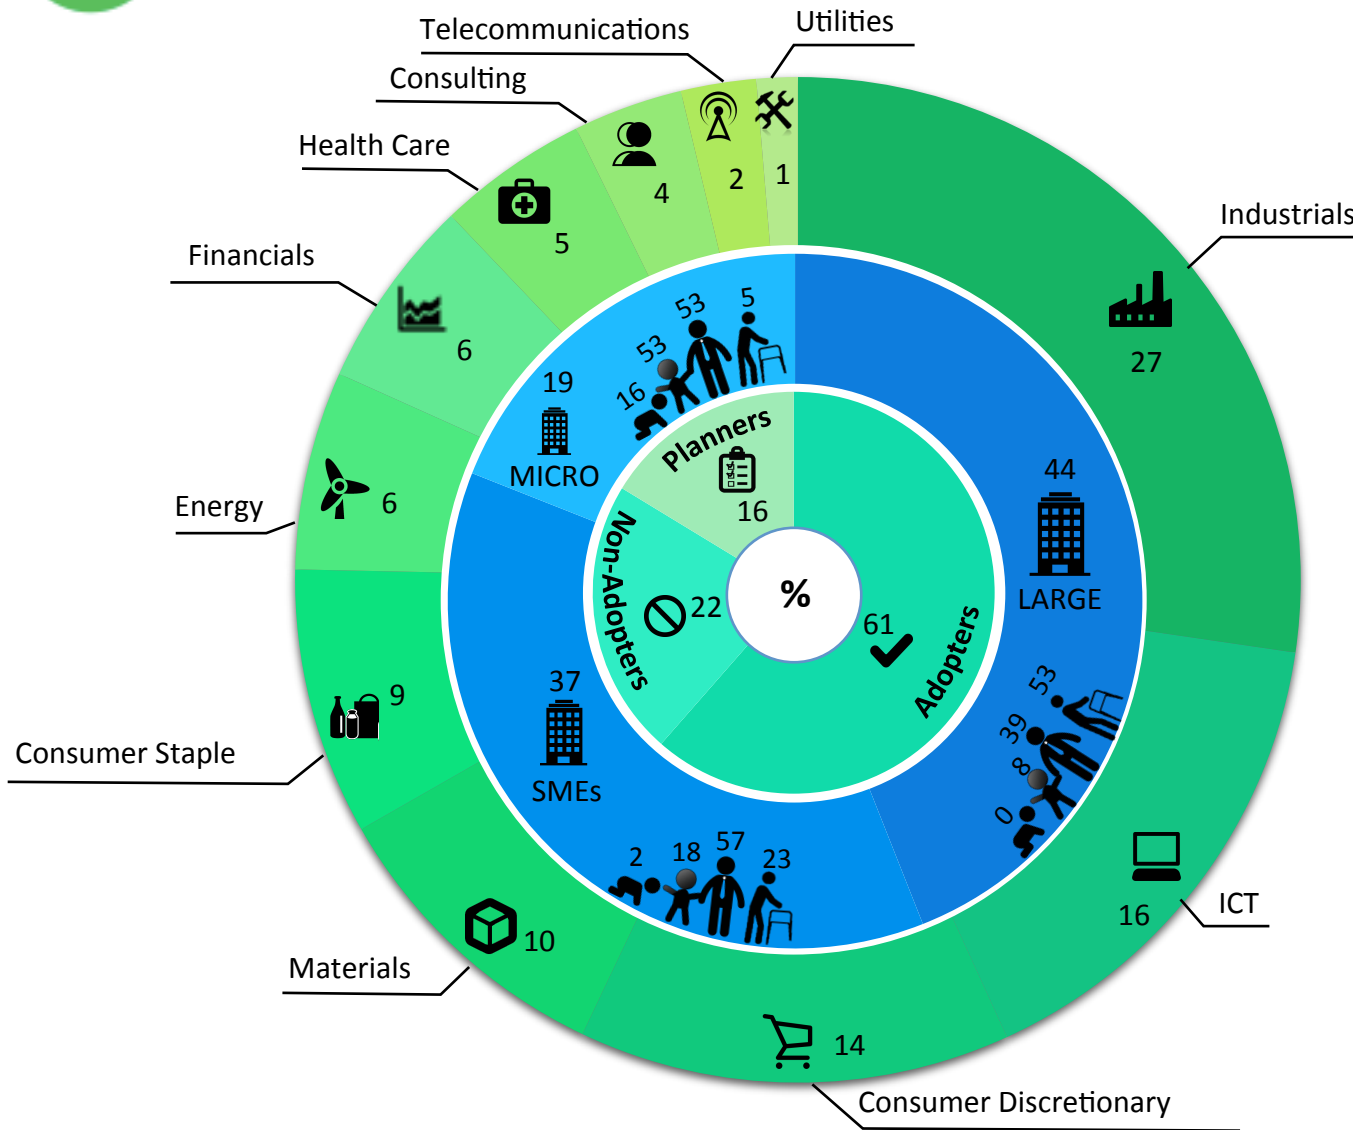 Telecommunications
Utilities
Consulting
Health Care
Financials
Energy
Consumer Staple
Materials
Consumer Discretionary
ICT
Industrials
1
2
4
5
6
6
9
10
14
16
27
19
MICRO
16
53
53
5
44
LARGE
53
39
8
0
37
SMEs
2
18
57
23
Planners
16
Non-Adopters
22
61
Adopters
%